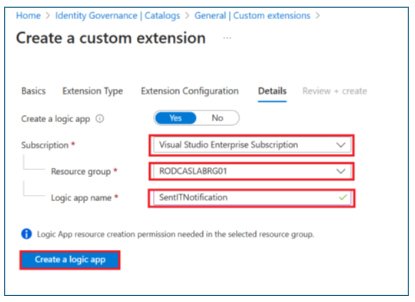 Home > Identity Governance | Catalogs > General | Custom extensions >
Create a custom extension ...
Basics Extension Type Extension Configuration Details Review + create
Create a logic app Yes No
Subscription * Visual Studio Enterprise Subscription
Resource group * RODCASLABRG01
Logic app name * SentITNotification
Logic App resource creation permission needed in the selected resource group.
Create a logic app